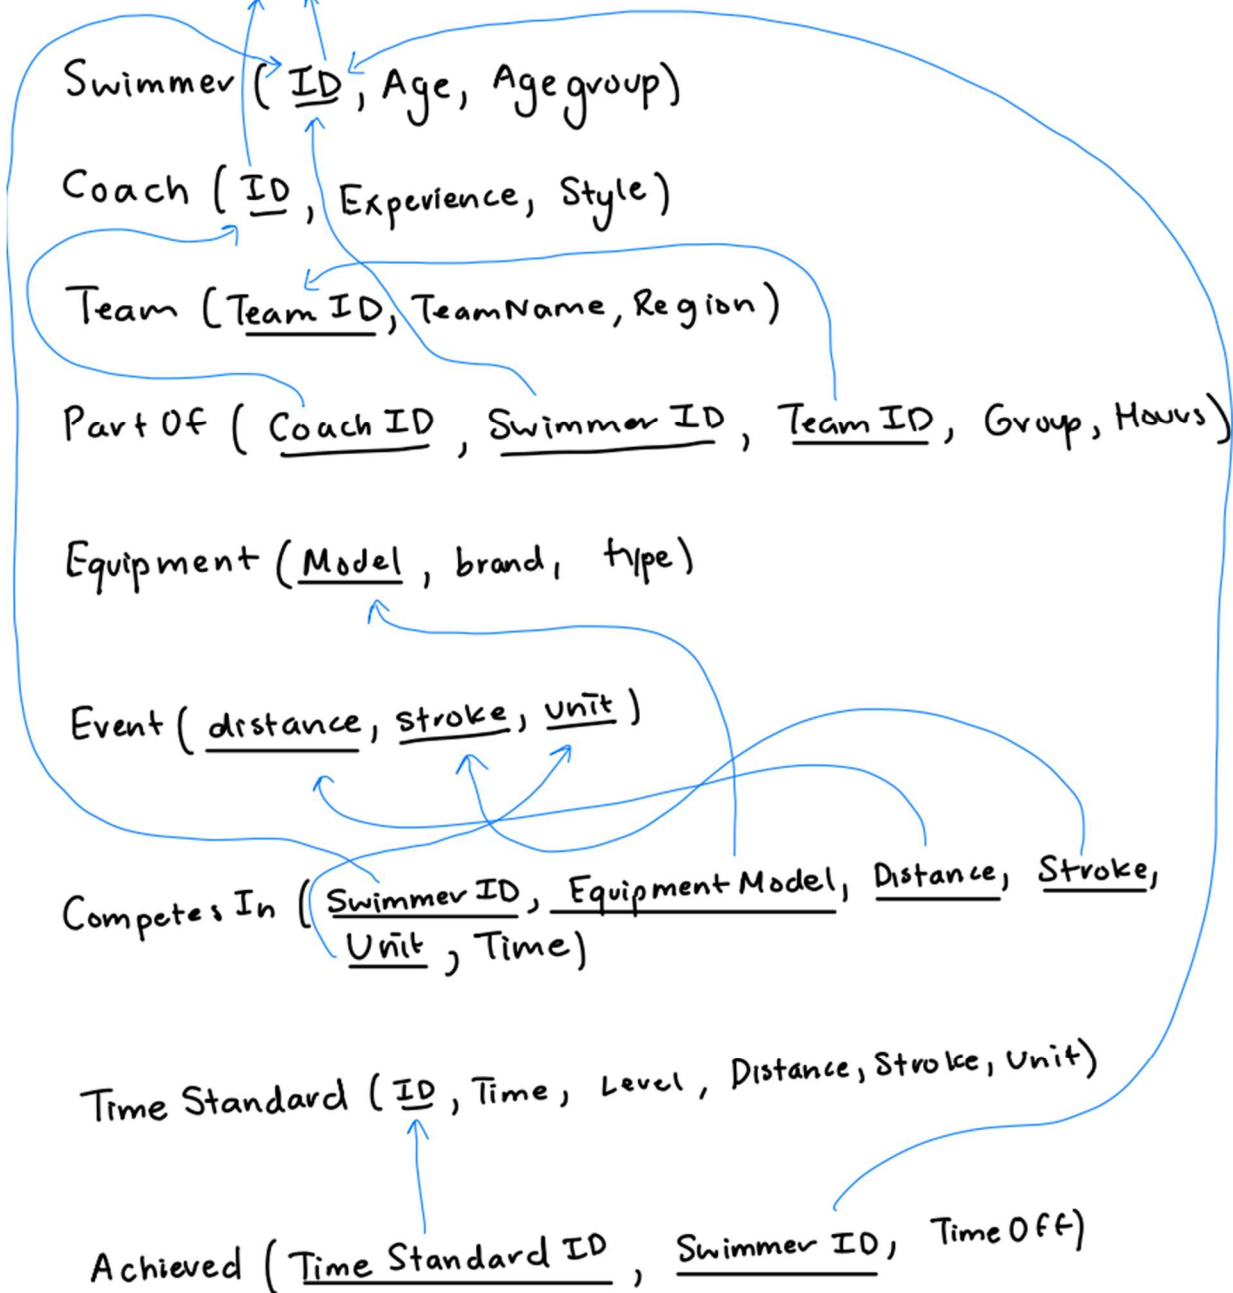 Swimmer (ID, Age, Agegroup)
Coach (ID, Experience, Style)
Team (Team ID, TeamName, Region)
Part Of (Coach ID, Swimmer ID, Team ID, Group, Hours)
Equipment (Model, brand, type)
Event (distance, stroke, unit)
Competes In (Swimmer ID, Equipment Model, Distance, Stroke,
Unit, Time)
Time Standard (ID, Time, Level, Distance, Stroke, Unit)
Achieved (Time Standard ID, Swimmer ID, Time Off)